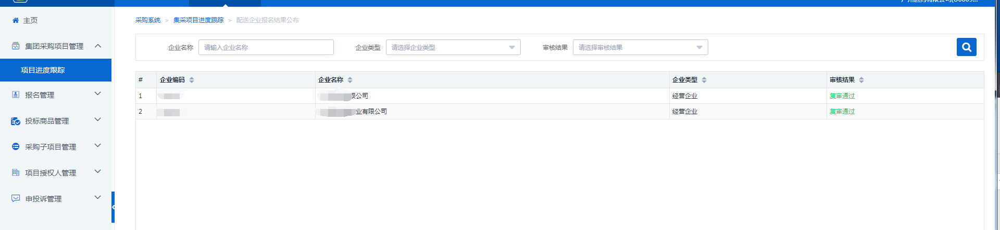 主页
集团采购项目管理
项目进度跟踪
报名管理
投标商品管理
采购子项目管理
项目授权人管理
申投诉管理
采购系统 > 集采项目进度跟踪 > 配送企业报名结果公布
企业名称 请输入企业名称 企业类型 请选择企业类型 审核结果 请选择审核结果
# 企业编码 企业名称 企业类型 审核结果
1 限公司 经营企业 复审通过
2 业有限公司 经营企业 复审通过